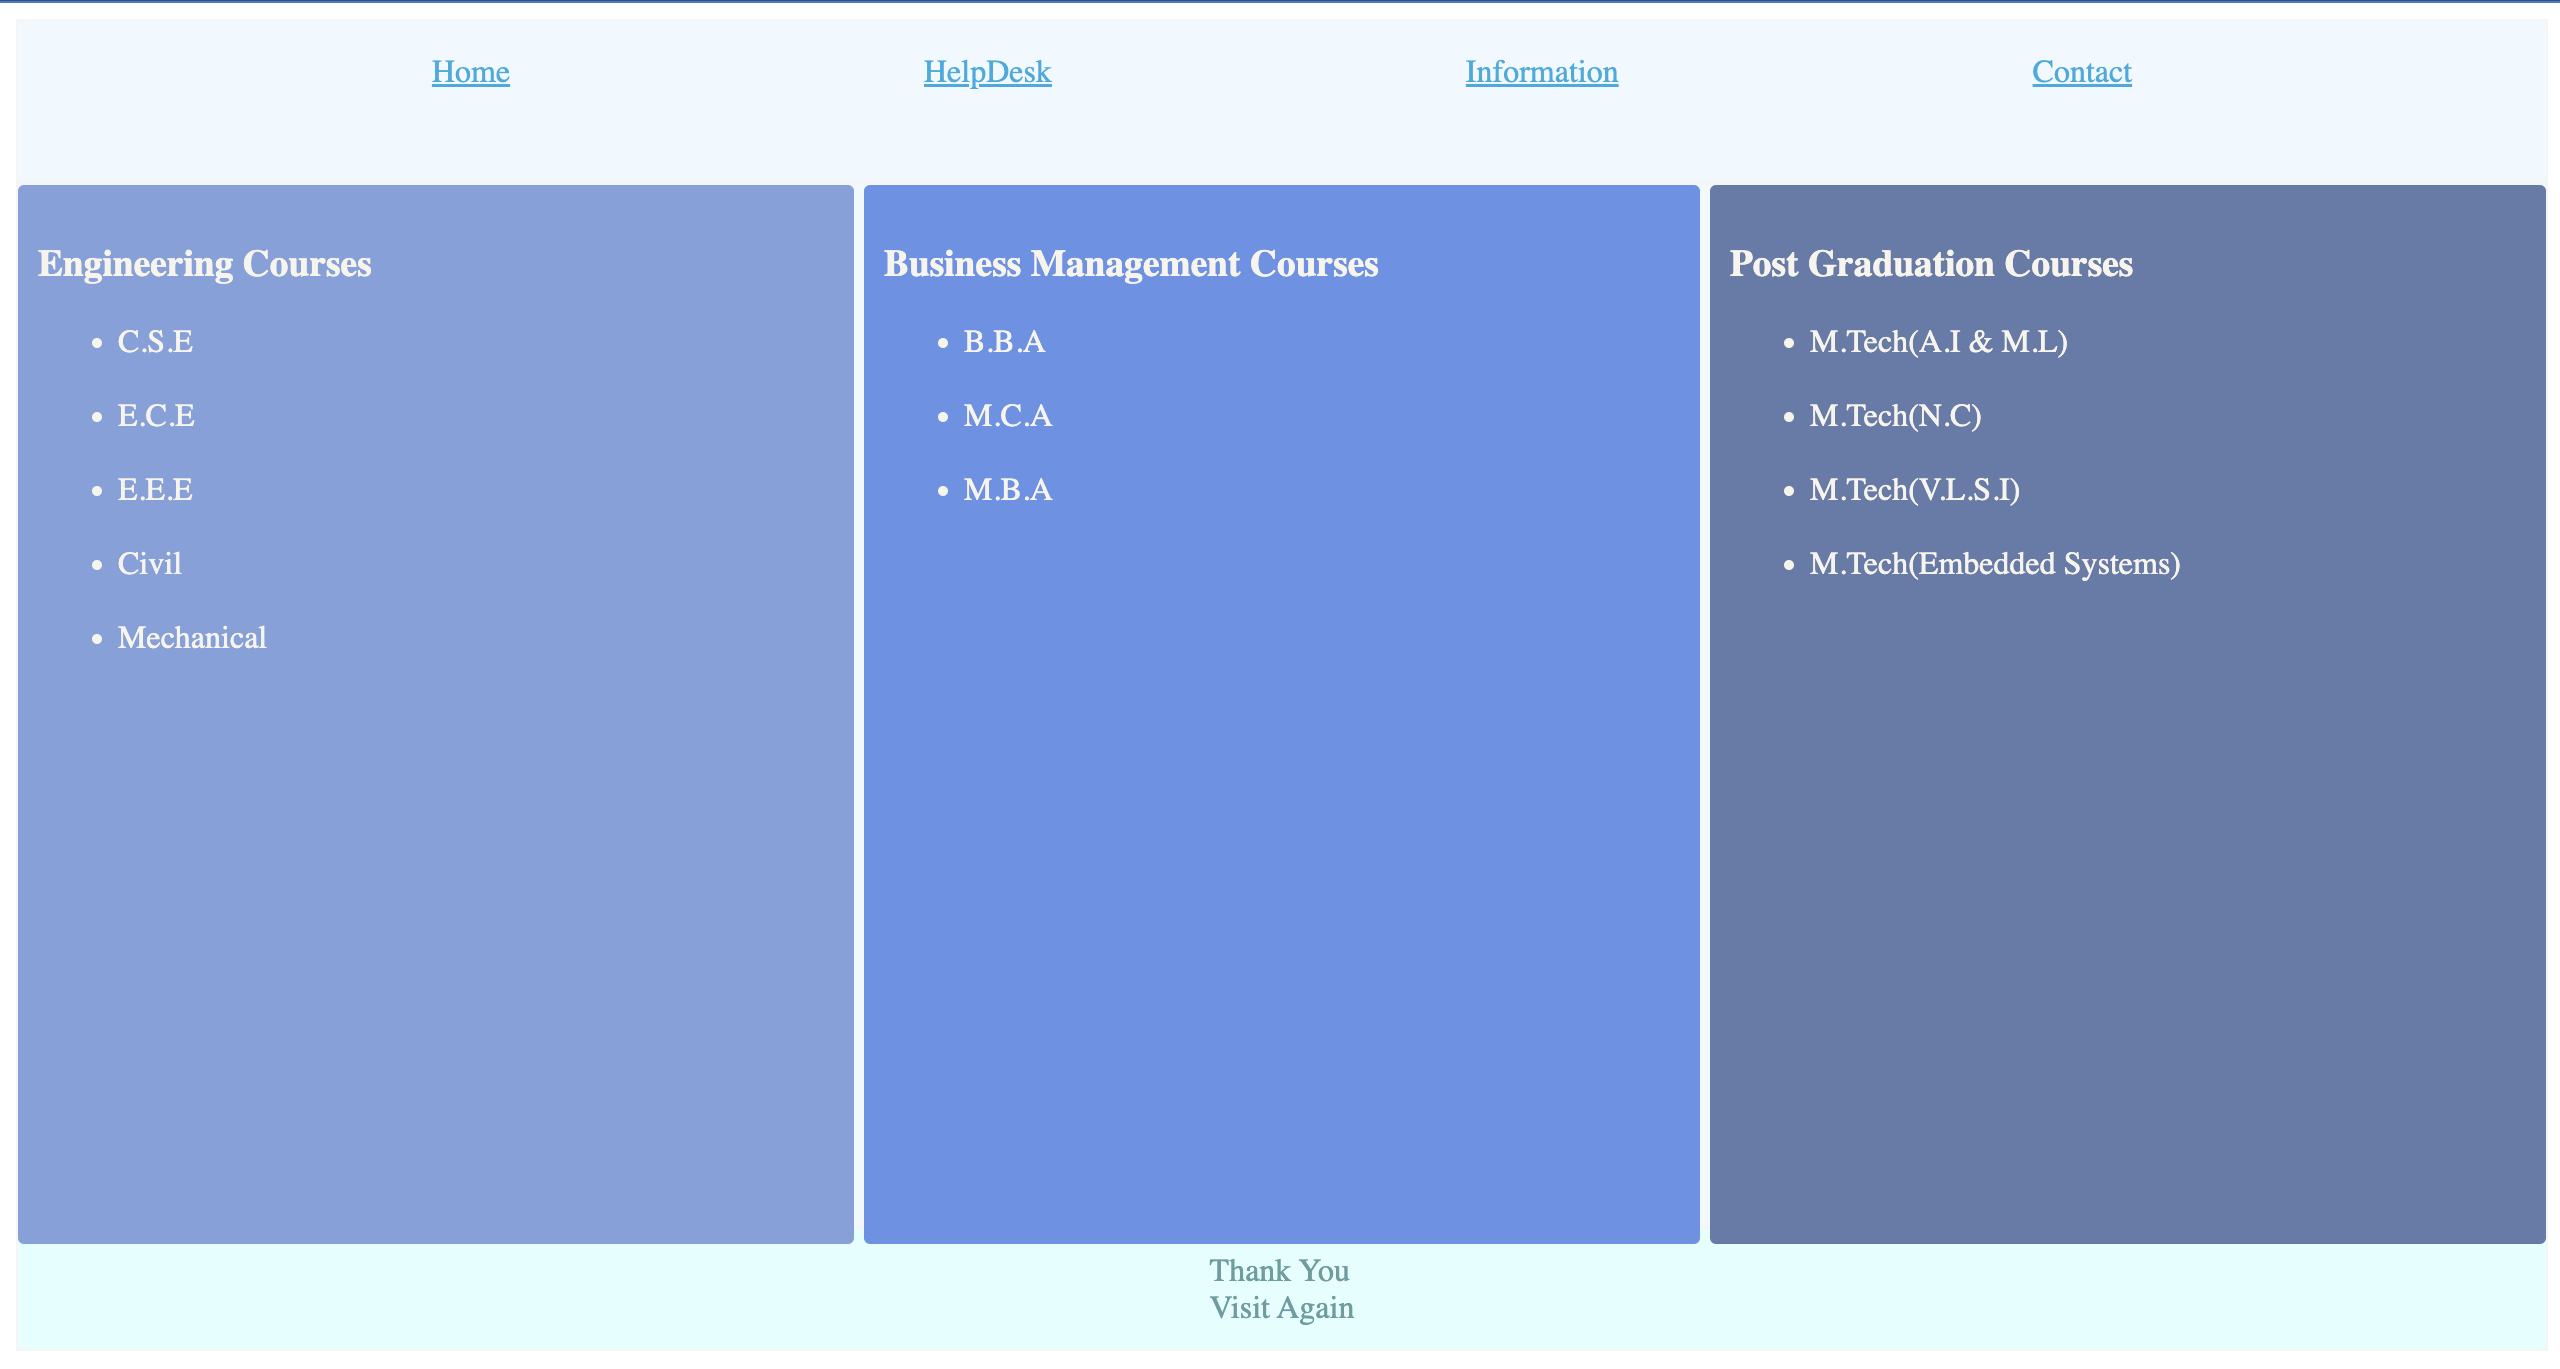 Home HelpDesk Information Contact
Engineering Courses
C.S.E
E.C.E
E.E.E
Civil
Mechanical
Business Management Courses
B.B.A
M.C.A
M.B.A
Post Graduation Courses
M.Tech(A.I & M.L)
M.Tech(N.C)
M.Tech(V.L.S.I)
M.Tech(Embedded Systems)
Thank You
Visit Again